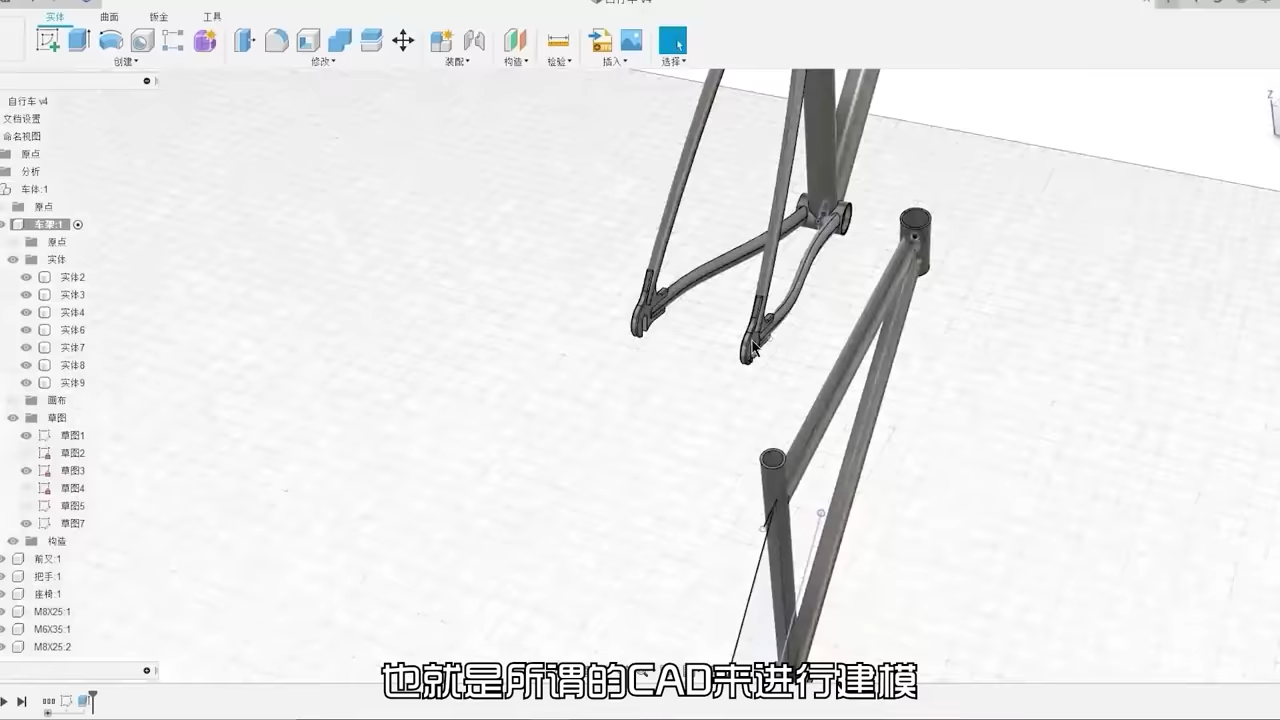 自行车 v4
实体 曲面 钣金 工具
创建▾ 修改▾ 装配▾ 构造▾ 检验▾ 插入▾ 选择▾
自行车 v4
文档设置
命名视图
原点
分析
车体:1
原点
车架:1
原点
实体
实体2
实体3
实体4
实体6
实体7
实体8
实体9
画布
草图
草图1
草图2
草图3
草图4
草图5
草图7
构造
前叉:1
把手:1
座椅:1
M8X25:1
M6X35:1
M8X25:2
Z
也就是所谓的CAD来进行建模